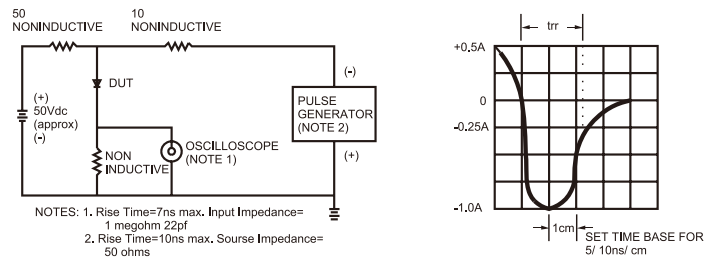 50
NONINDUCTIVE
10
NONINDUCTIVE
DUT
(+)
50Vdc
(approx)
(-)
NON
INDUCTIVE
OSCILLOSCOPE
(NOTE 1)
(-)
PULSE
GENERATOR
(NOTE 2)
(+)
NOTES: 1. Rise Time=7ns max. Input Impedance=
1 megohm 22pf
2. Rise Time=10ns max. Sourse Impedance=
50 ohms
trr
+0.5A
0
-0.25A
-1.0A
1cm
SET TIME BASE FOR
5/ 10ns/ cm